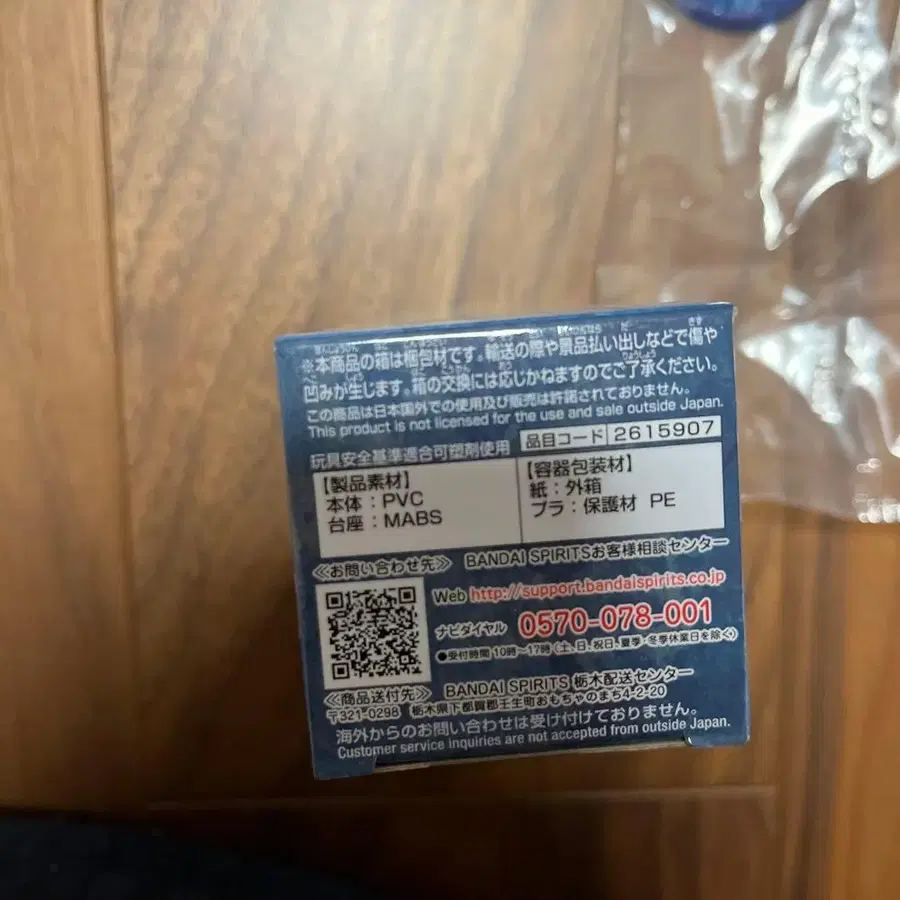 ※本商品の箱は梱包材です。輸送の際や景品払い出しなどで傷や
凹みが生じます。箱の交換には応じかねますのでご了承ください。
この商品は日本国外での使用及び販売は許諾されておりません。
This product is not licensed for the use and sale outside Japan.
玩具安全基準適合可塑剤使用
品目コード 2615907
【製品素材】
本体：PVC
台座：MABS
【容器包装材】
紙：外箱
プラ：保護材 PE
≪お問い合わせ先≫ BANDAI SPIRITSお客様相談センター
Web http://support.bandaispirits.co.jp
ナビダイヤル 0570-078-001
●受付時間 10時～17時（土、日、祝日、夏季・冬季休業日を除く）
≪商品送付先≫ BANDAI SPIRITS 栃木配送センター
〒321-0298 栃木県下都賀郡壬生町おもちゃのまち4-2-20
海外からのお問い合わせは受け付けておりません。
Customer service inquiries are not accepted from outside Japan.